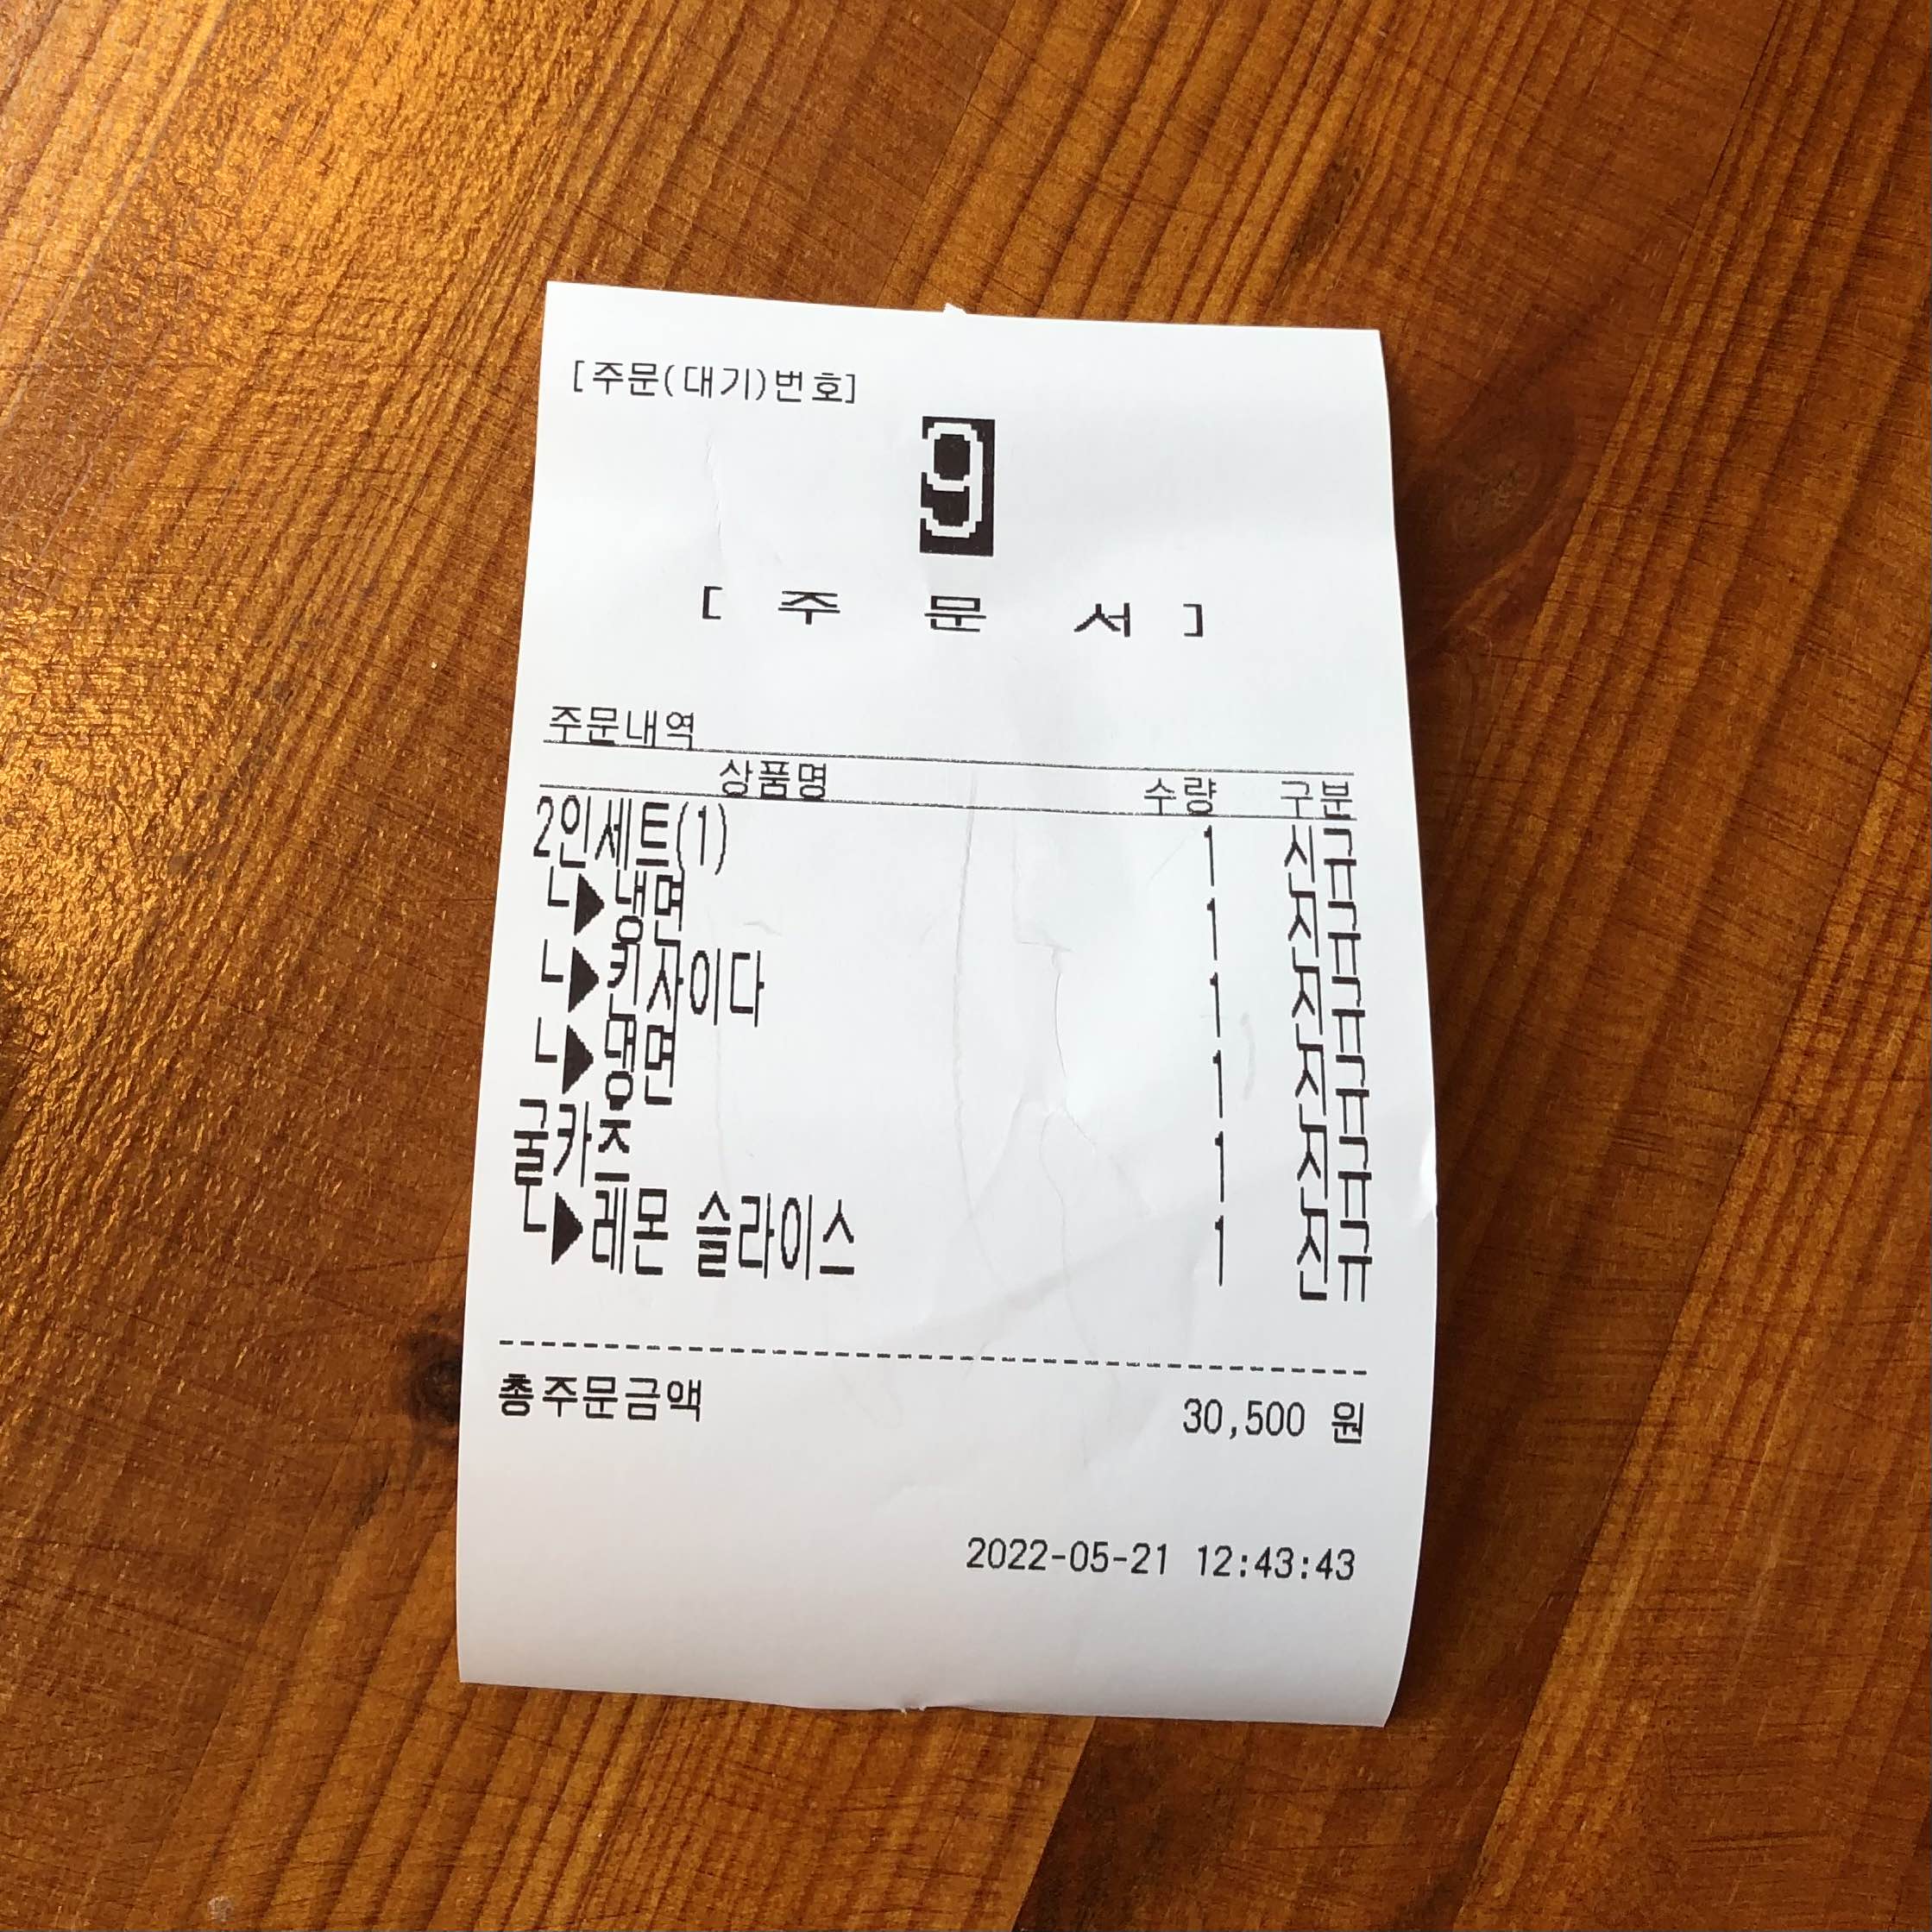 [주문(대기)번호]
9
[ 주 문 서 ]
주문내역
상품명 수량 구분
2인세트(1) 1 신규
└▶냉면 1 신규
└▶킨사이다 1 신규
└▶냉면 1 신규
굴카츠 1 신규
└▶레몬 슬라이스 1 신규
총주문금액 30,500 원
2022-05-21 12:43:43